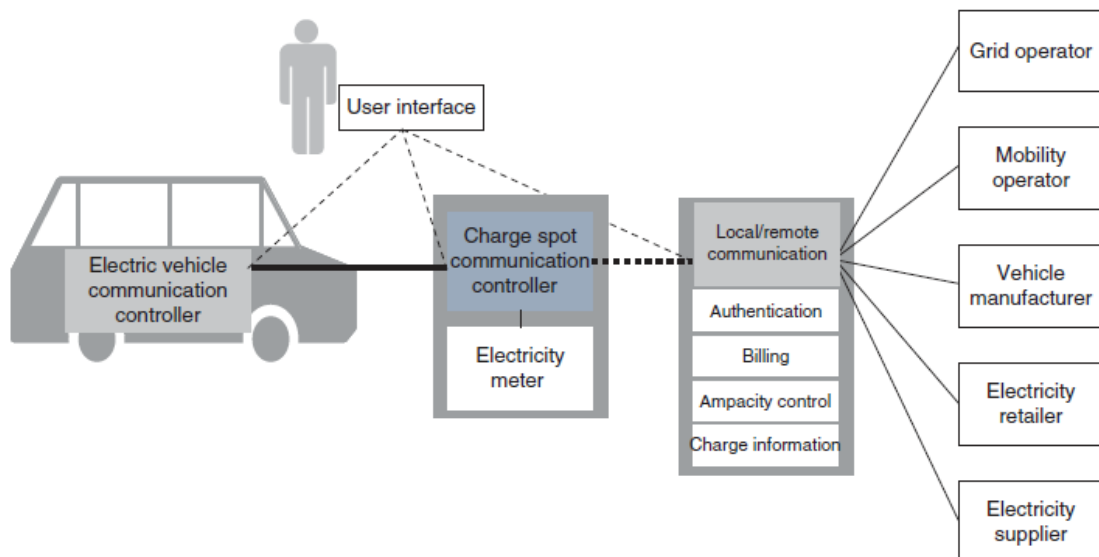 User interface
Electric vehicle
communication
controller
Charge spot
communication
controller
Electricity
meter
Local/remote
communication
Authentication
Billing
Ampacity control
Charge information
Grid operator
Mobility
operator
Vehicle
manufacturer
Electricity
retailer
Electricity
supplier